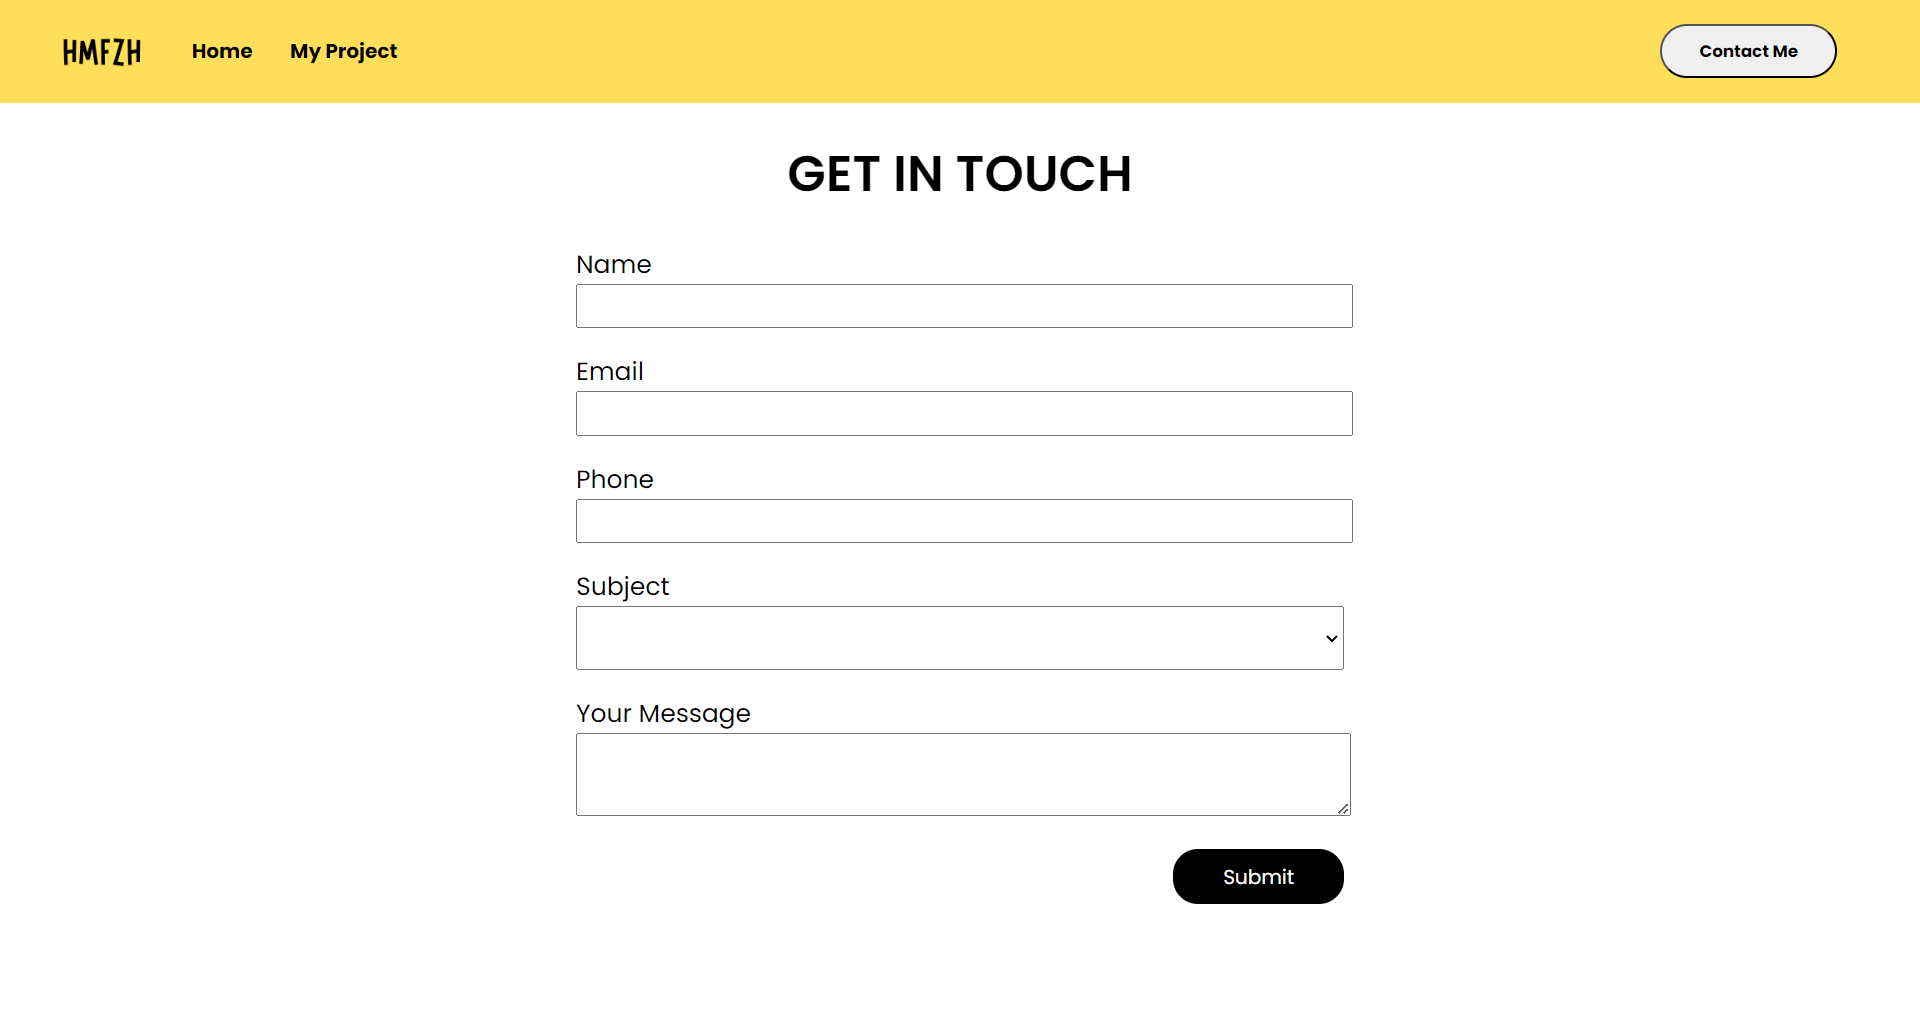 HMFZH Home My Project Contact Me
GET IN TOUCH
Name
Email
Phone
Subject
Your Message
Submit